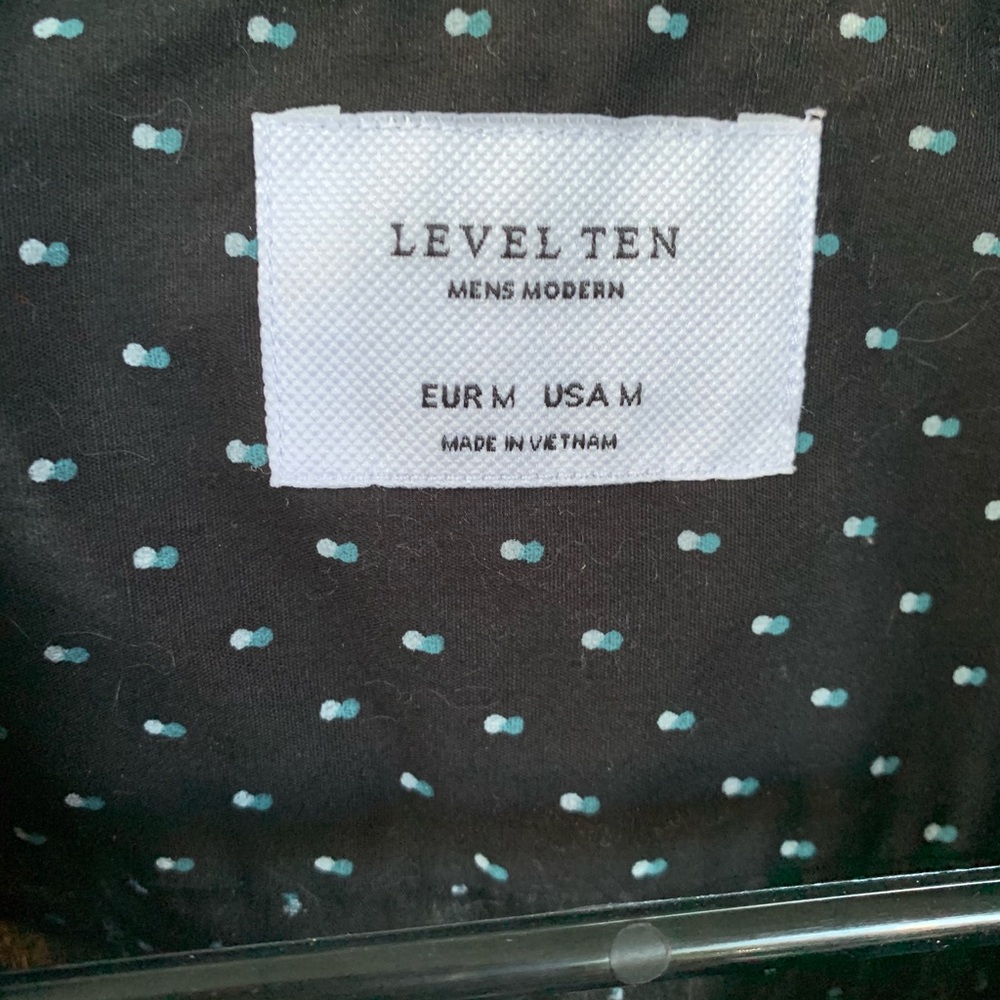 LEVEL TEN
MENS MODERN
EUR M USA M
MADE IN VIETNAM